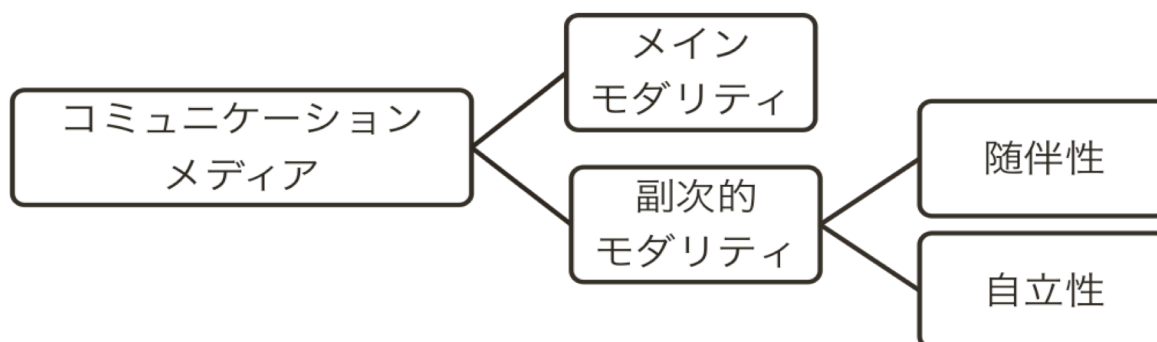 コミュニケーション
メディア
メイン
モダリティ
副次的
モダリティ
随伴性
自立性